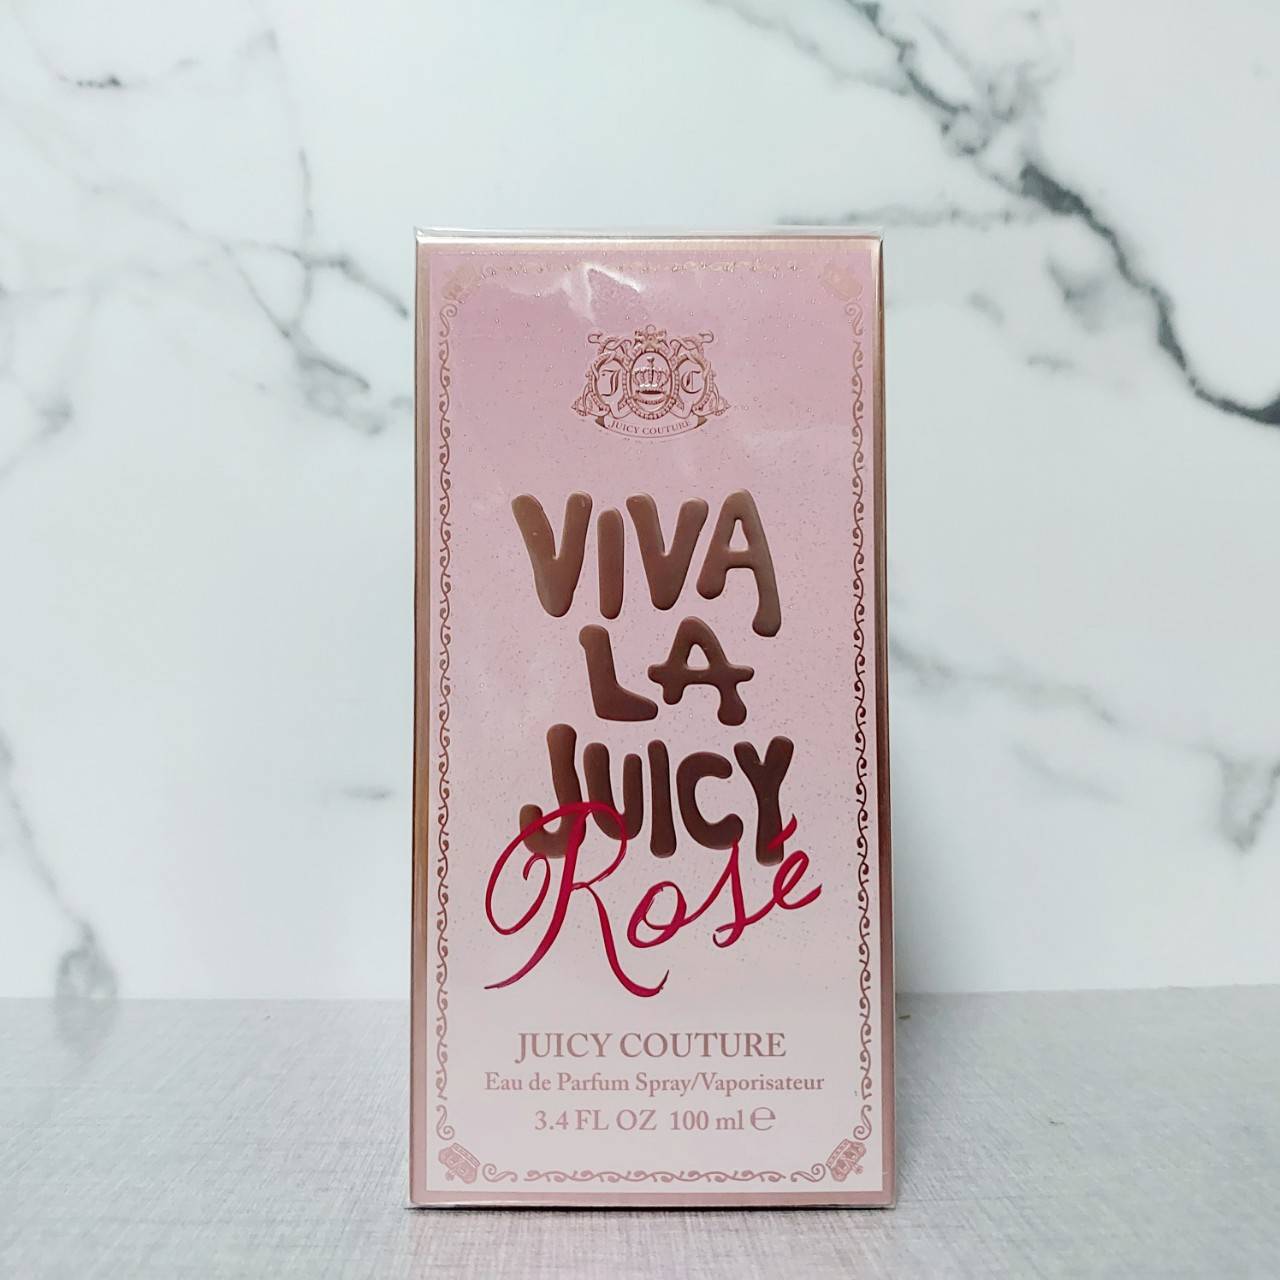 J C
JUICY COUTURE
VIVA
LA
JUICY
Rosé
JUICY COUTURE
Eau de Parfum Spray/Vaporisateur
3.4 FL OZ 100 ml ℮